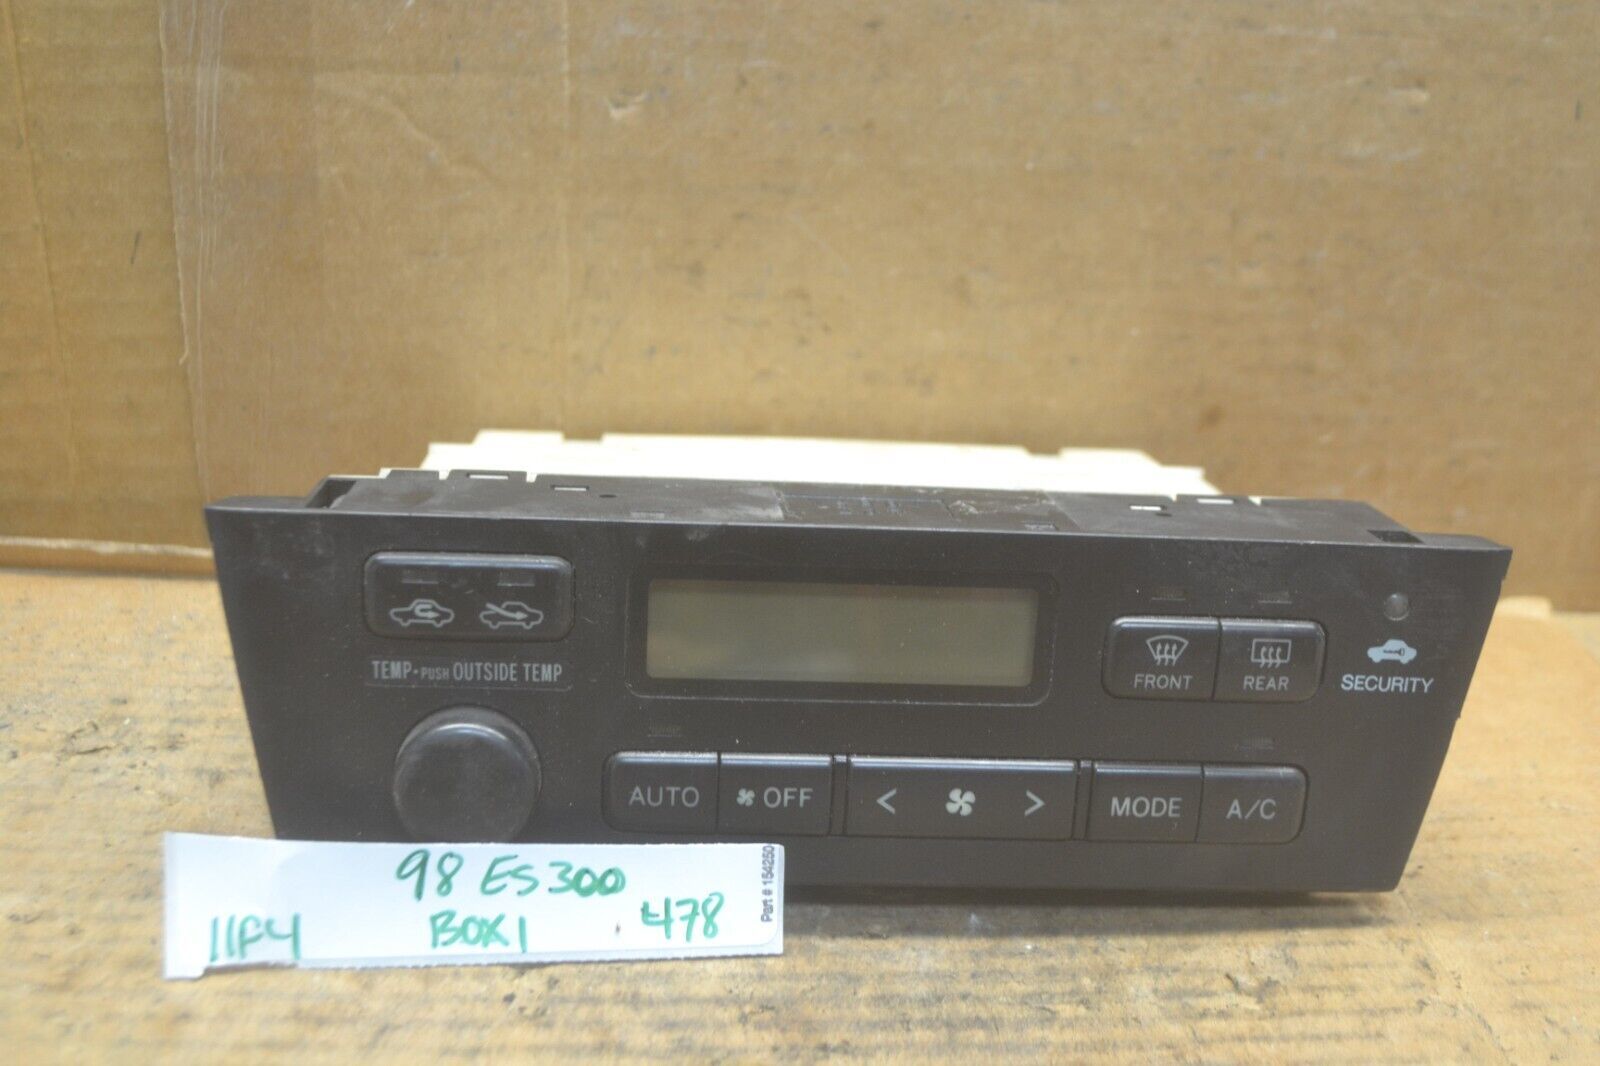 TEMP·PUSH OUTSIDE TEMP
FRONT
REAR
SECURITY
AUTO
OFF
< >
MODE
A/C
98 ES300
11F4 BOX1 478
Part # 154250